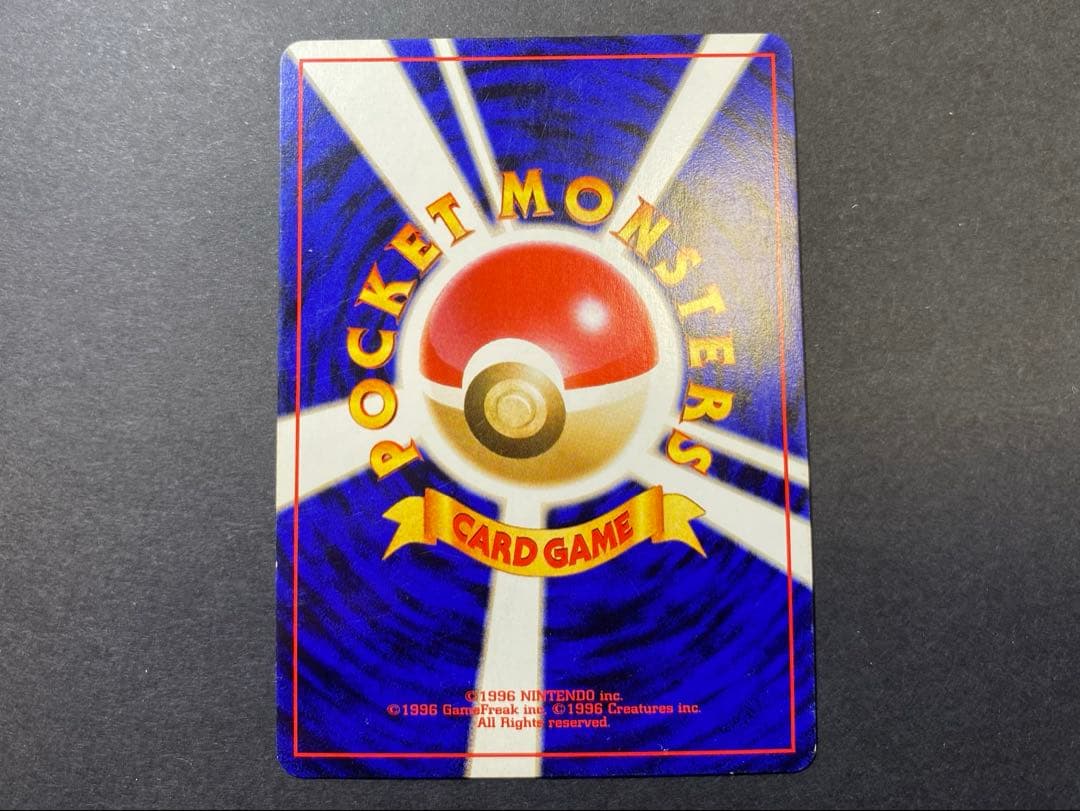 POCKET MONSTERS
CARD GAME
©1996 NINTENDO inc.
©1996 GameFreak inc. ©1996 Creatures inc.
All Rights reserved.